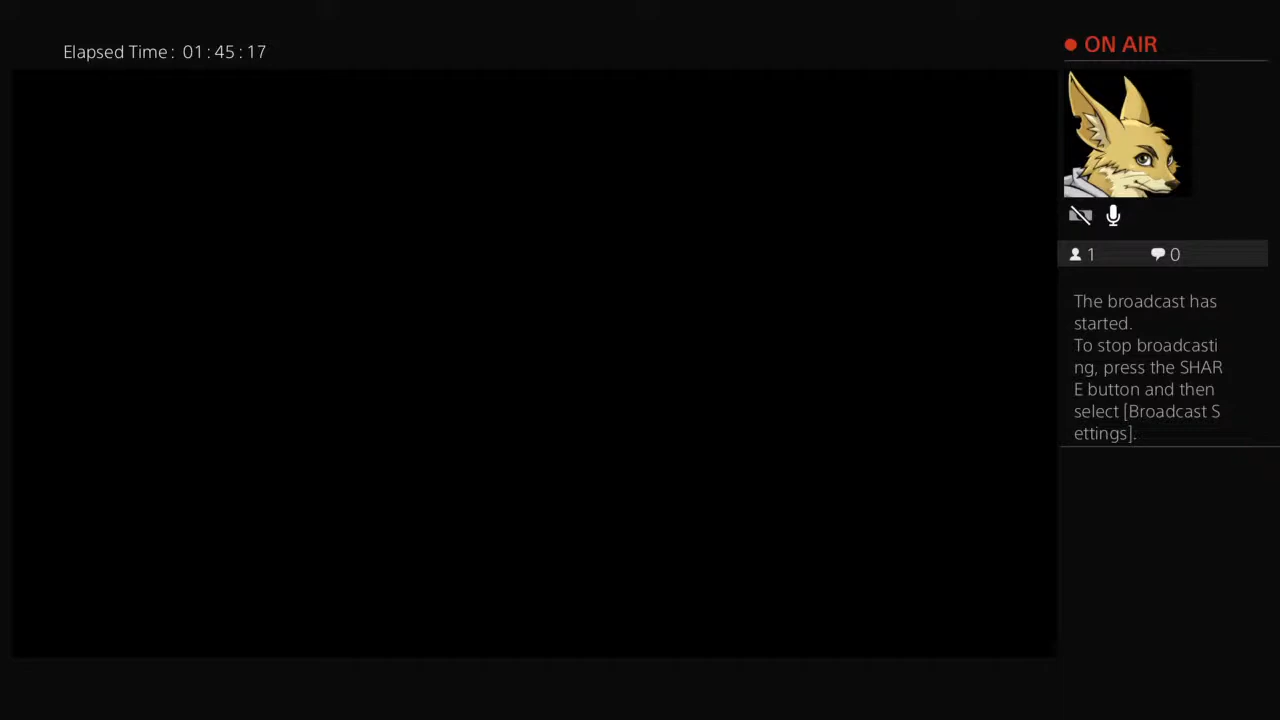 Elapsed Time: 01:45:17
ON AIR
1
0
The broadcast has
started.
To stop broadcasti
ng, press the SHAR
E button and then
select [Broadcast S
ettings].